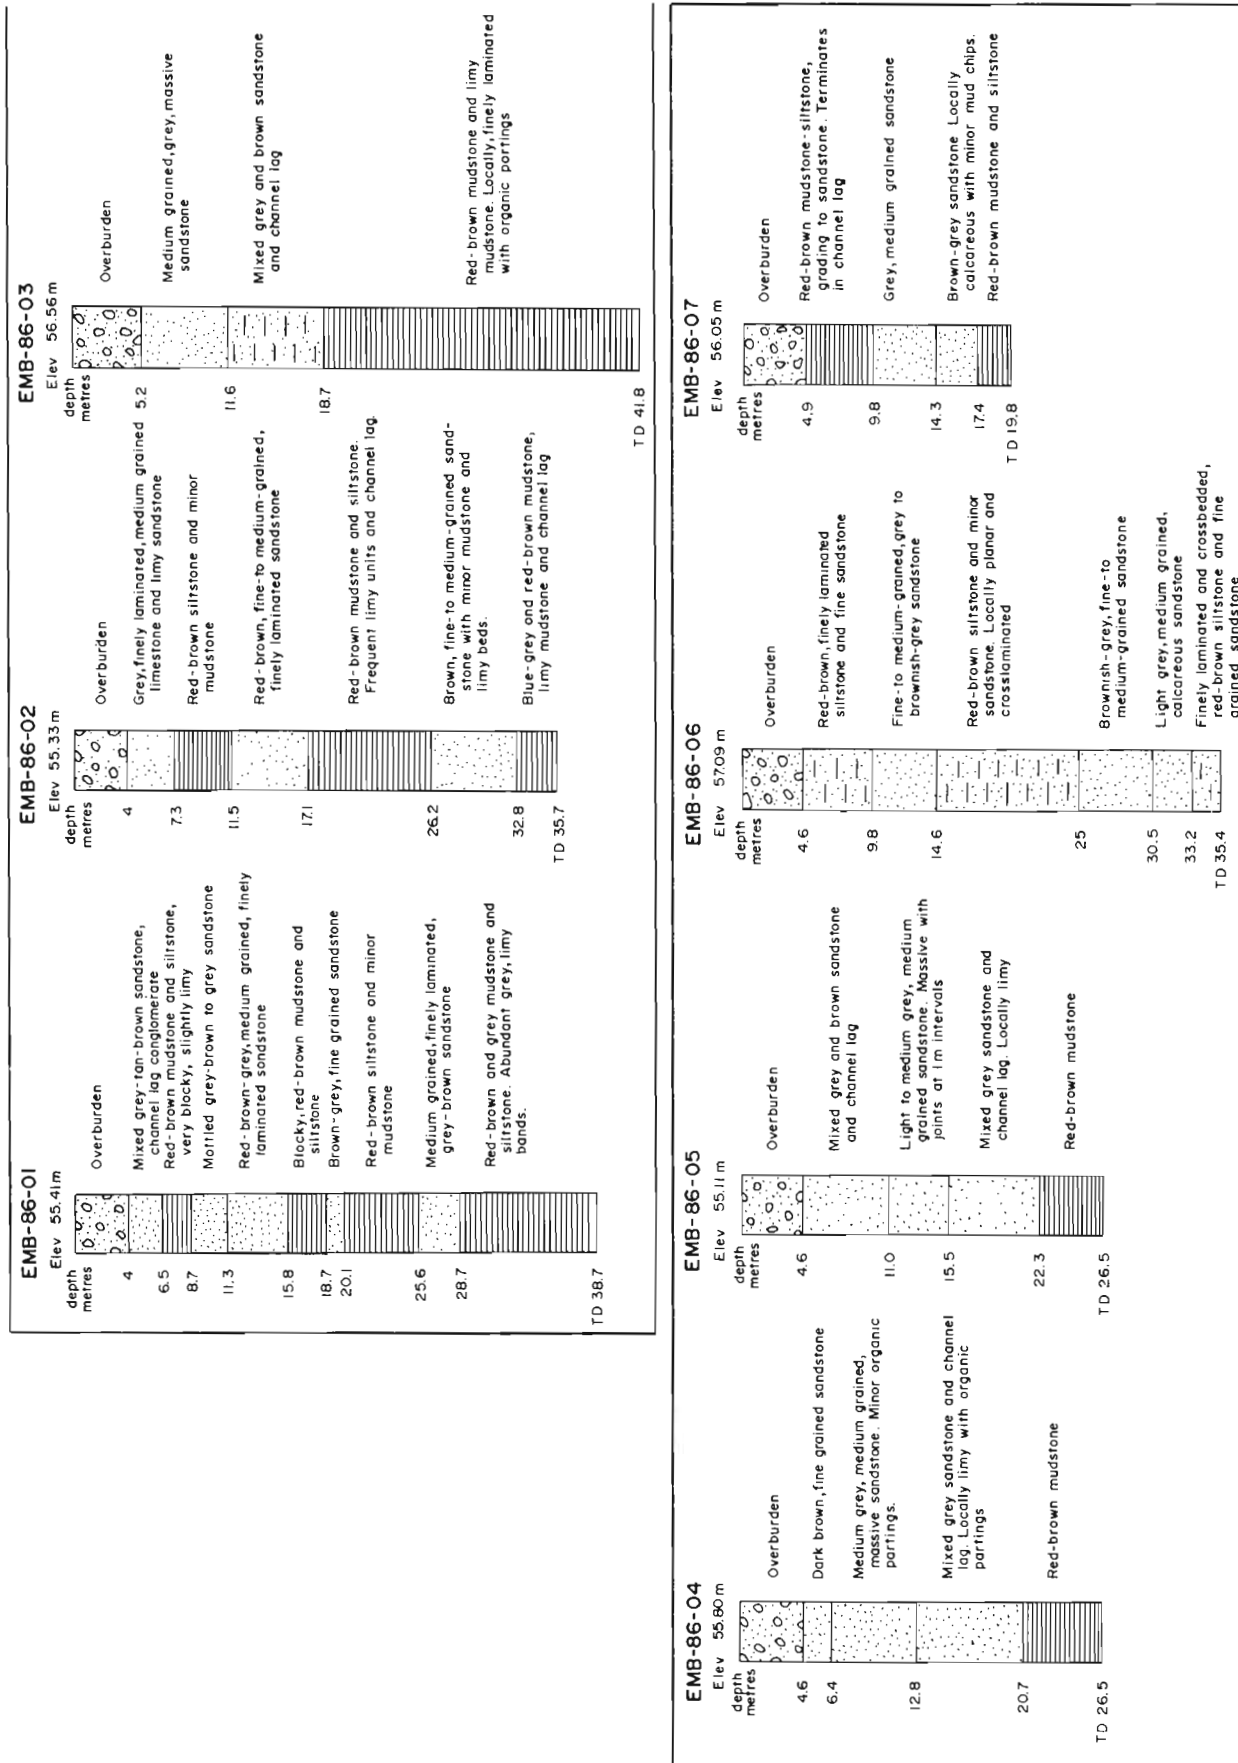 EMB-86-01
Elev 55.41m
depth
metres
Overburden
4
Mixed grey-tan-brown sandstone,
channel lag conglomerate
6.5
Red-brown mudstone and siltstone,
very blocky, slightly limy
8.7
Mottled grey-brown to grey sandstone
11.3
Red-brown-grey, medium grained, finely
laminated sandstone
15.8
Blocky, red-brown mudstone and
siltstone
18.7
Brown-grey, fine grained sandstone
20.1
Red-brown siltstone and minor
mudstone
25.6
Medium grained, finely laminated,
grey-brown sandstone
28.7
Red-brown and grey mudstone and
siltstone. Abundant grey, limy
bands.
TD 38.7
EMB-86-02
Elev 55.33m
depth
metres
Overburden
4
Grey, finely laminated, medium grained
limestone and limy sandstone
7.3
Red-brown siltstone and minor
mudstone
11.5
Red-brown, fine-to medium-grained,
finely laminated sandstone
17.1
Red-brown mudstone and siltstone.
Frequent limy units and channel lag.
26.2
Brown, fine-to medium-grained sand-
stone with minor mudstone and
limy beds.
32.8
Blue-grey and red-brown mudstone,
limy mudstone and channel lag
TD 35.7
EMB-86-03
Elev 56.56m
depth
metres
Overburden
5.2
Medium grained, grey, massive
sandstone
11.6
Mixed grey and brown sandstone
and channel lag
18.7
Red-brown mudstone and limy
mudstone. Locally, finely laminated
with organic partings
TD 41.8
EMB-86-04
Elev 55.80m
depth
metres
Overburden
4.6
Dark brown, fine grained sandstone
6.4
Medium grey, medium grained,
massive sandstone. Minor organic
partings.
12.8
Mixed grey sandstone and channel
lag. Locally limy with organic
partings
20.7
Red-brown mudstone
TD 26.5
EMB-86-05
Elev 55.11m
depth
metres
Overburden
4.6
Mixed grey and brown sandstone
and channel lag
11.0
Light to medium grey, medium
grained sandstone. Massive with
joints at 1m intervals
15.5
Mixed grey sandstone and
channel lag. Locally limy
22.3
Red-brown mudstone
TD 26.5
EMB-86-06
Elev 57.09m
depth
metres
Overburden
4.6
Red-brown, finely laminated
siltstone and fine sandstone
9.8
Fine-to medium-grained, grey to
brownish-grey sandstone
14.6
Red-brown siltstone and minor
sandstone. Locally planar and
crosslaminated
25
Brownish-grey, fine-to
medium-grained sandstone
30.5
Light grey, medium grained,
calcareous sandstone
33.2
Finely laminated and crossbedded,
red-brown siltstone and fine
grained sandstone
TD 35.4
EMB-86-07
Elev 56.05m
depth
metres
Overburden
4.9
Red-brown mudstone-siltstone,
grading to sandstone. Terminates
in channel lag
9.8
Grey, medium grained sandstone
14.3
Brown-grey sandstone Locally
calcareous with minor mud chips.
17.4
Red-brown mudstone and siltstone
TD 19.8